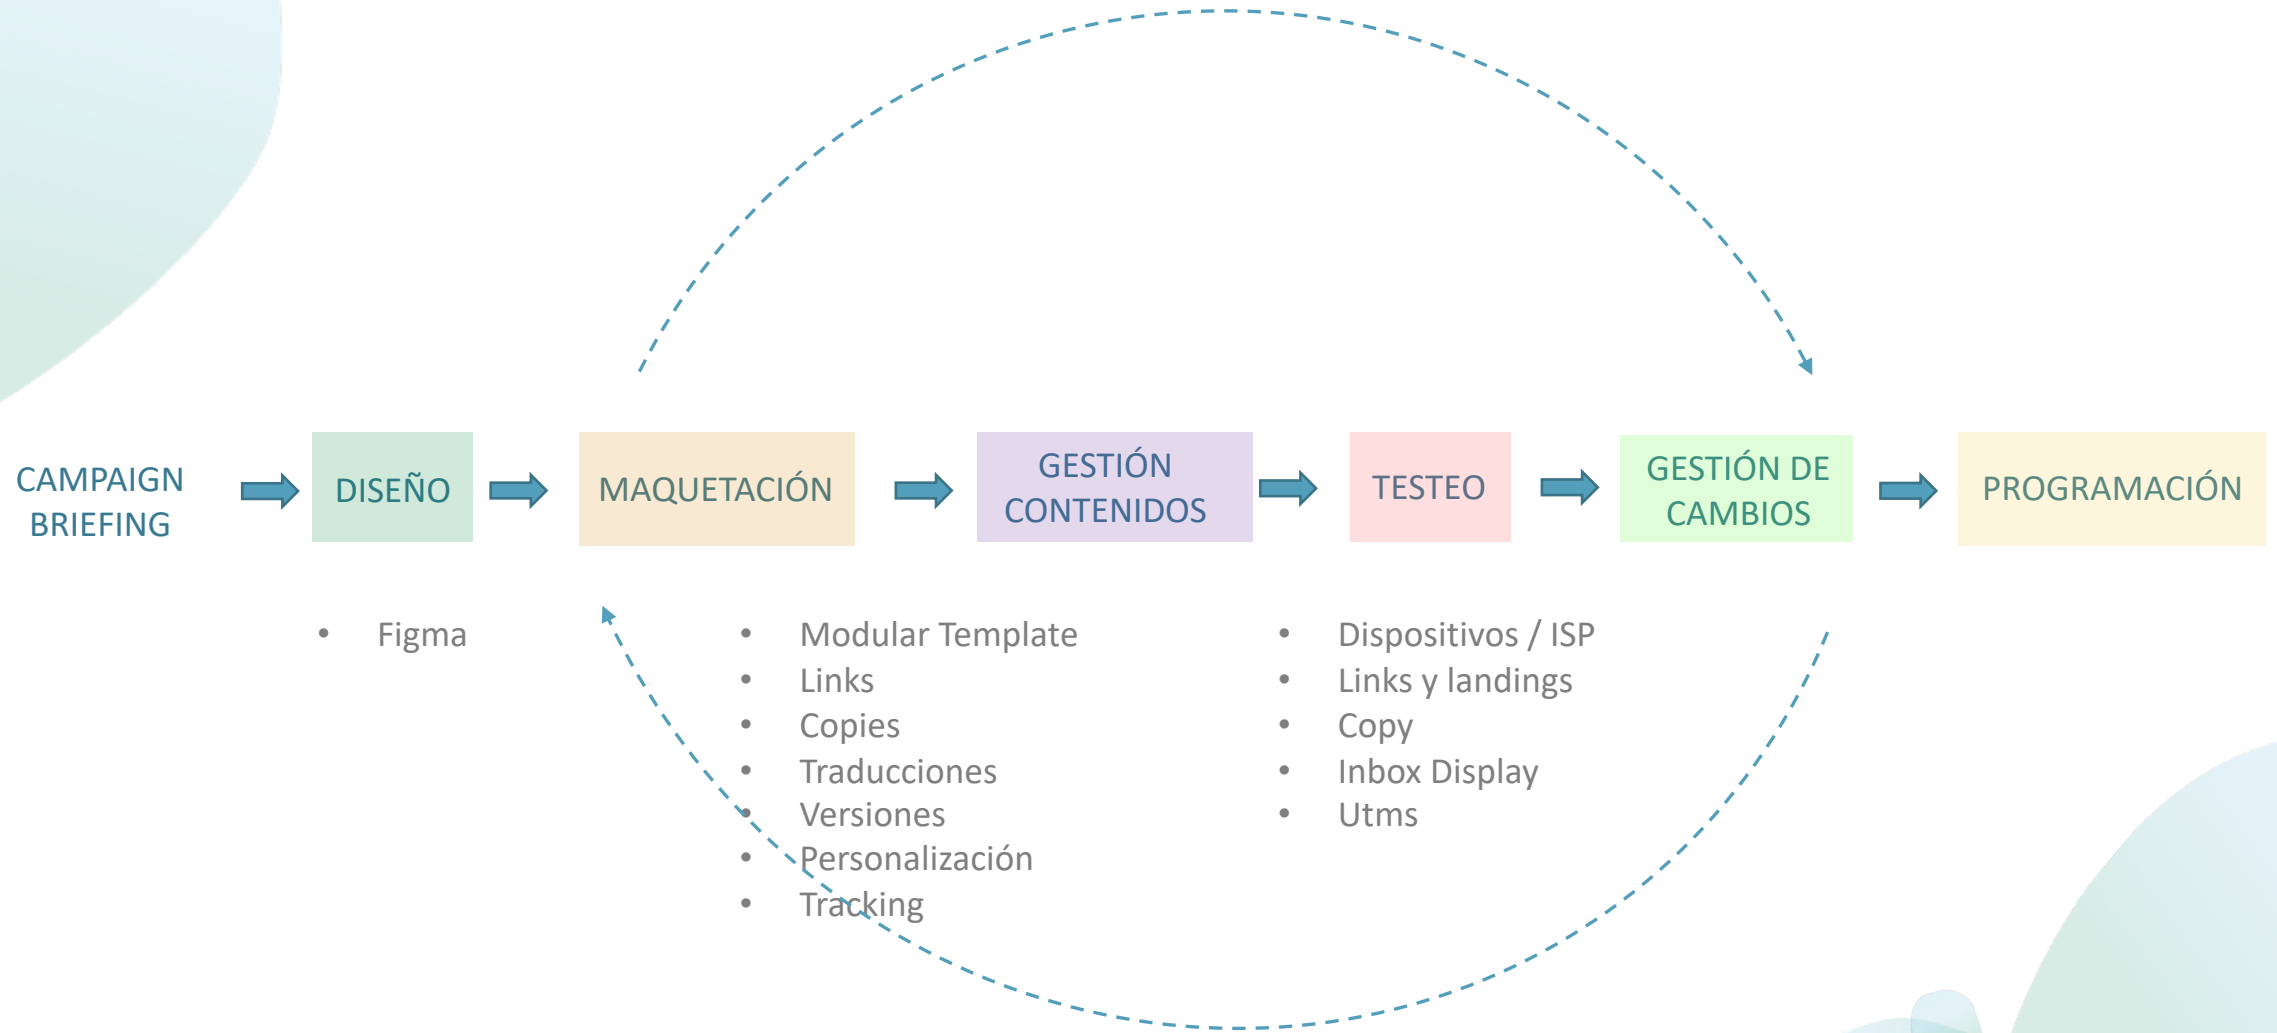 CAMPAIGN
BRIEFING
DISEÑO
MAQUETACIÓN
GESTIÓN
CONTENIDOS
TESTEO
GESTIÓN DE
CAMBIOS
PROGRAMACIÓN
• Figma
• Modular Template
• Links
• Copies
• Traducciones
• Versiones
• Personalización
• Tracking
• Dispositivos / ISP
• Links y landings
• Copy
• Inbox Display
• Utms